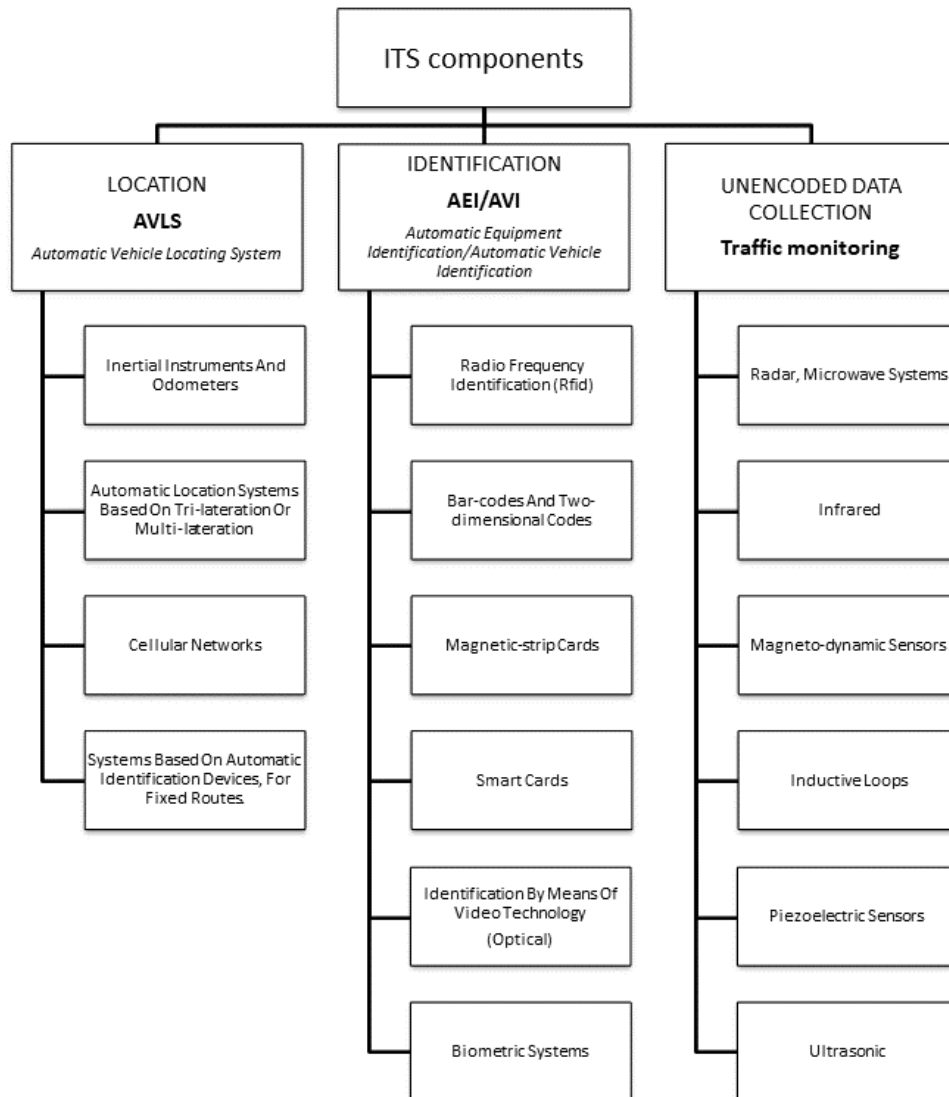 ITS components
LOCATION
AVLS
Automatic Vehicle Locating System
Inertial Instruments And
Odometers
Automatic Location Systems
Based On Tri-lateration Or
Multi-lateration
Cellular Networks
Systems Based On Automatic
Identification Devices, For
Fixed Routes.
IDENTIFICATION
AEI/AVI
Automatic Equipment
Identification/Automatic Vehicle
Identification
Radio Frequency
Identification (Rfid)
Bar-codes And Two-
dimensional Codes
Magnetic-strip Cards
Smart Cards
Identification By Means Of
Video Technology
(Optical)
Biometric Systems
UNENCODED DATA
COLLECTION
Traffic monitoring
Radar, Microwave Systems
Infrared
Magneto-dynamic Sensors
Inductive Loops
Piezoelectric Sensors
Ultrasonic